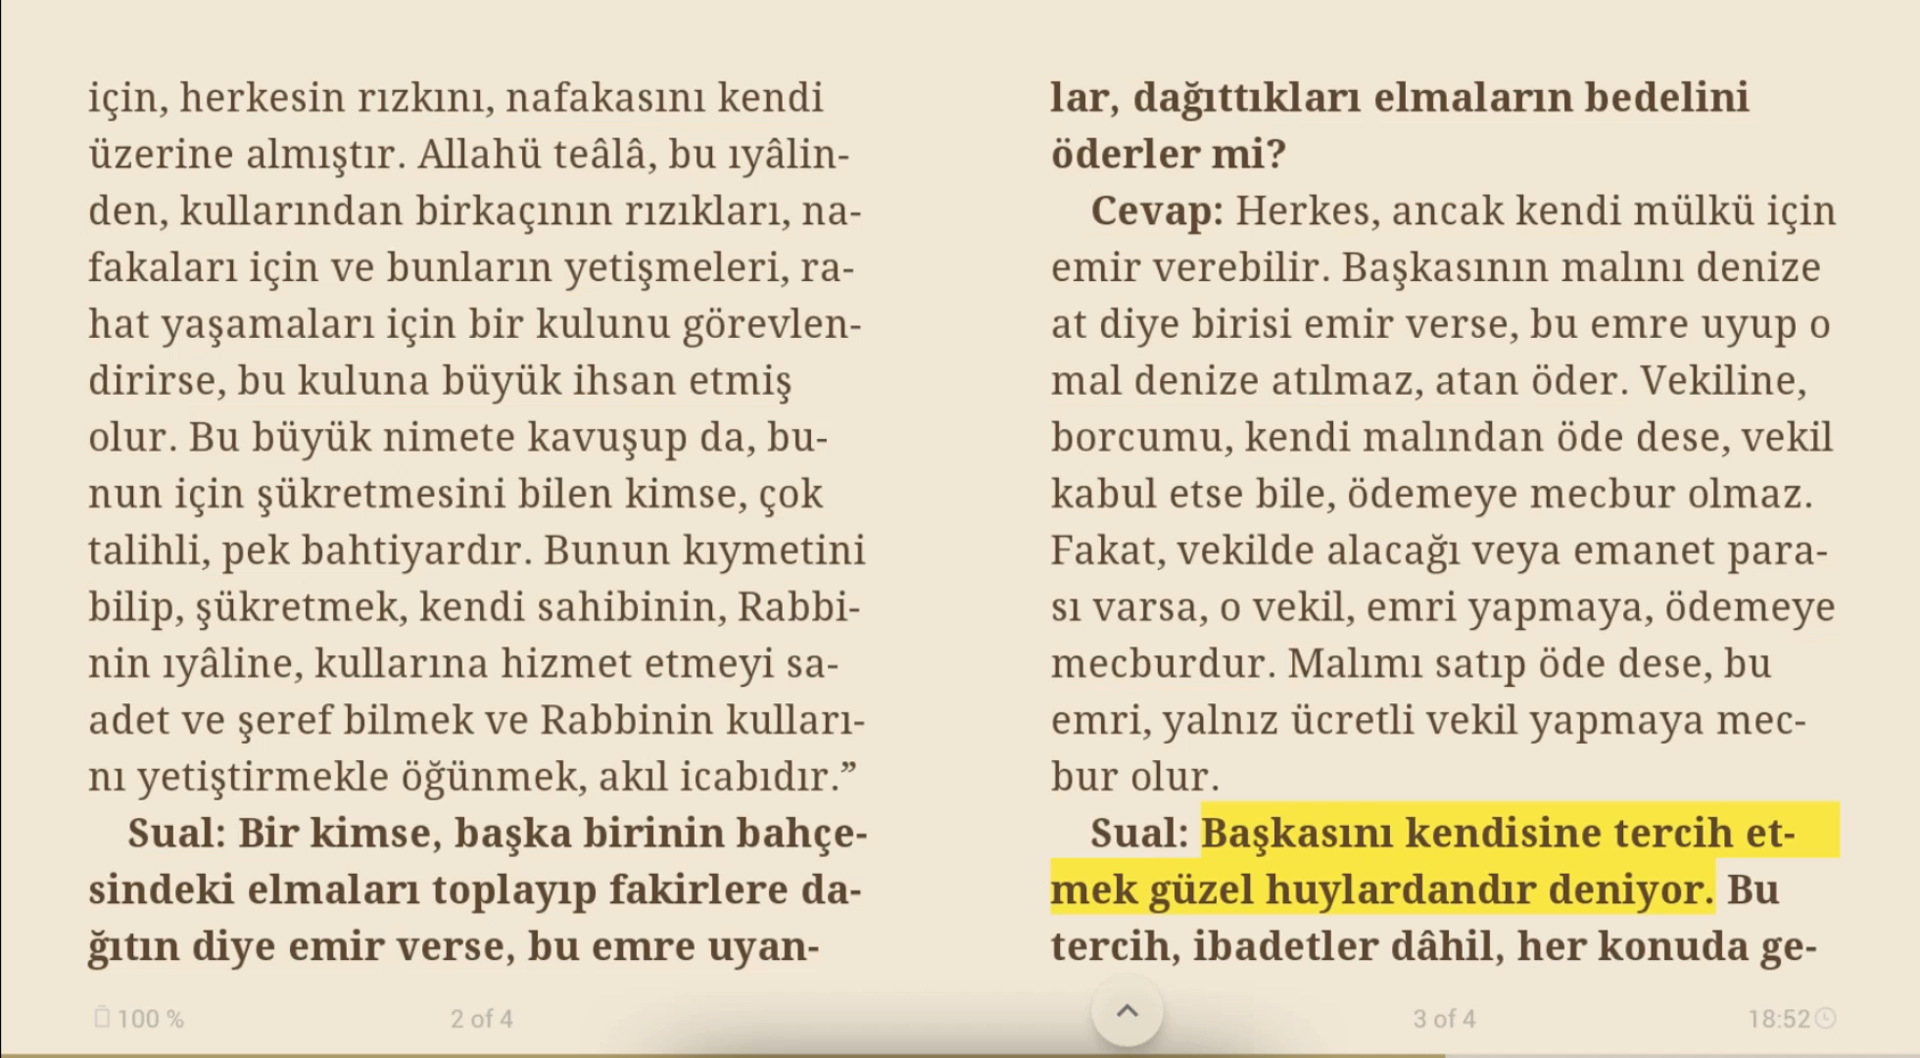 için, herkesin rızkını, nafakasını kendi
üzerine almıştır. Allahü teâlâ, bu ıyâlin-
den, kullarından birkaçının rızıkları, na-
fakaları için ve bunların yetişmeleri, ra-
hat yaşamaları için bir kulunu görevlen-
dirirse, bu kuluna büyük ihsan etmiş
olur. Bu büyük nimete kavuşup da, bu-
nun için şükretmesini bilen kimse, çok
talihli, pek bahtiyardır. Bunun kıymetini
bilip, şükretmek, kendi sahibinin, Rabbi-
nin ıyâline, kullarına hizmet etmeyi sa-
adet ve şeref bilmek ve Rabbinin kulları-
nı yetiştirmekle öğünmek, akıl icabıdır.”
Sual: Bir kimse, başka birinin bahçe-
sindeki elmaları toplayıp fakirlere da-
ğıtın diye emir verse, bu emre uyan-
lar, dağıttıkları elmaların bedelini
öderler mi?
Cevap: Herkes, ancak kendi mülkü için
emir verebilir. Başkasının malını denize
at diye birisi emir verse, bu emre uyup o
mal denize atılmaz, atan öder. Vekiline,
borcumu, kendi malından öde dese, vekil
kabul etse bile, ödemeye mecbur olmaz.
Fakat, vekilde alacağı veya emanet para-
sı varsa, o vekil, emri yapmaya, ödemeye
mecburdur. Malımı satıp öde dese, bu
emri, yalnız ücretli vekil yapmaya mec-
bur olur.
Sual: Başkasını kendisine tercih et-
mek güzel huylardandır deniyor. Bu
tercih, ibadetler dâhil, her konuda ge-
100 % 2 of 4 3 of 4 18:52